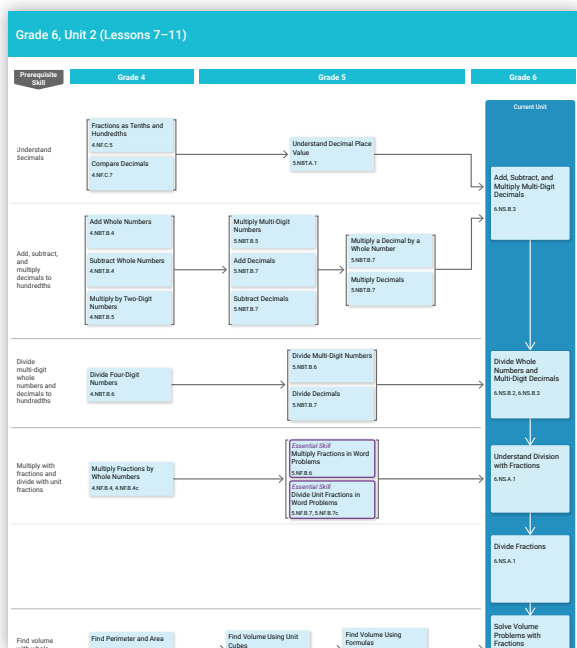 Grade 6, Unit 2 (Lessons 7–11)
Prerequisite
Skill
Grade 4
Grade 5
Grade 6
Current Unit
Understand
decimals
Fractions as Tenths and
Hundredths
4.NF.C.5
Compare Decimals
4.NF.C.7
Understand Decimal Place
Value
5.NBT.A.1
Add, Subtract, and
Multiply Multi-Digit
Decimals
6.NS.B.3
Add, subtract,
and
multiply
decimals to
hundredths
Add Whole Numbers
4.NBT.B.4
Subtract Whole Numbers
4.NBT.B.4
Multiply by Two-Digit
Numbers
4.NBT.B.5
Multiply Multi-Digit
Numbers
5.NBT.B.5
Add Decimals
5.NBT.B.7
Subtract Decimals
5.NBT.B.7
Multiply a Decimal by a
Whole Number
5.NBT.B.7
Multiply Decimals
5.NBT.B.7
Divide
multi-digit
whole
numbers and
decimals to
hundredths
Divide Four-Digit
Numbers
4.NBT.B.6
Divide Multi-Digit Numbers
5.NBT.B.6
Divide Decimals
5.NBT.B.7
Divide Whole
Numbers and
Multi-Digit Decimals
6.NS.B.2, 6.NS.B.3
Multiply with
fractions and
divide with unit
fractions
Multiply Fractions by
Whole Numbers
4.NF.B.4, 4.NF.B.4c
Essential Skill
Multiply Fractions in Word
Problems
5.NF.B.6
Essential Skill
Divide Unit Fractions in
Word Problems
5.NF.B.7, 5.NF.B.7c
Understand Division
with Fractions
6.NS.A.1
Divide Fractions
6.NS.A.1
Find volume
with whole
Find Perimeter and Area
Find Volume Using Unit
Cubes
Find Volume Using
Formulas
Solve Volume
Problems with
Fractions